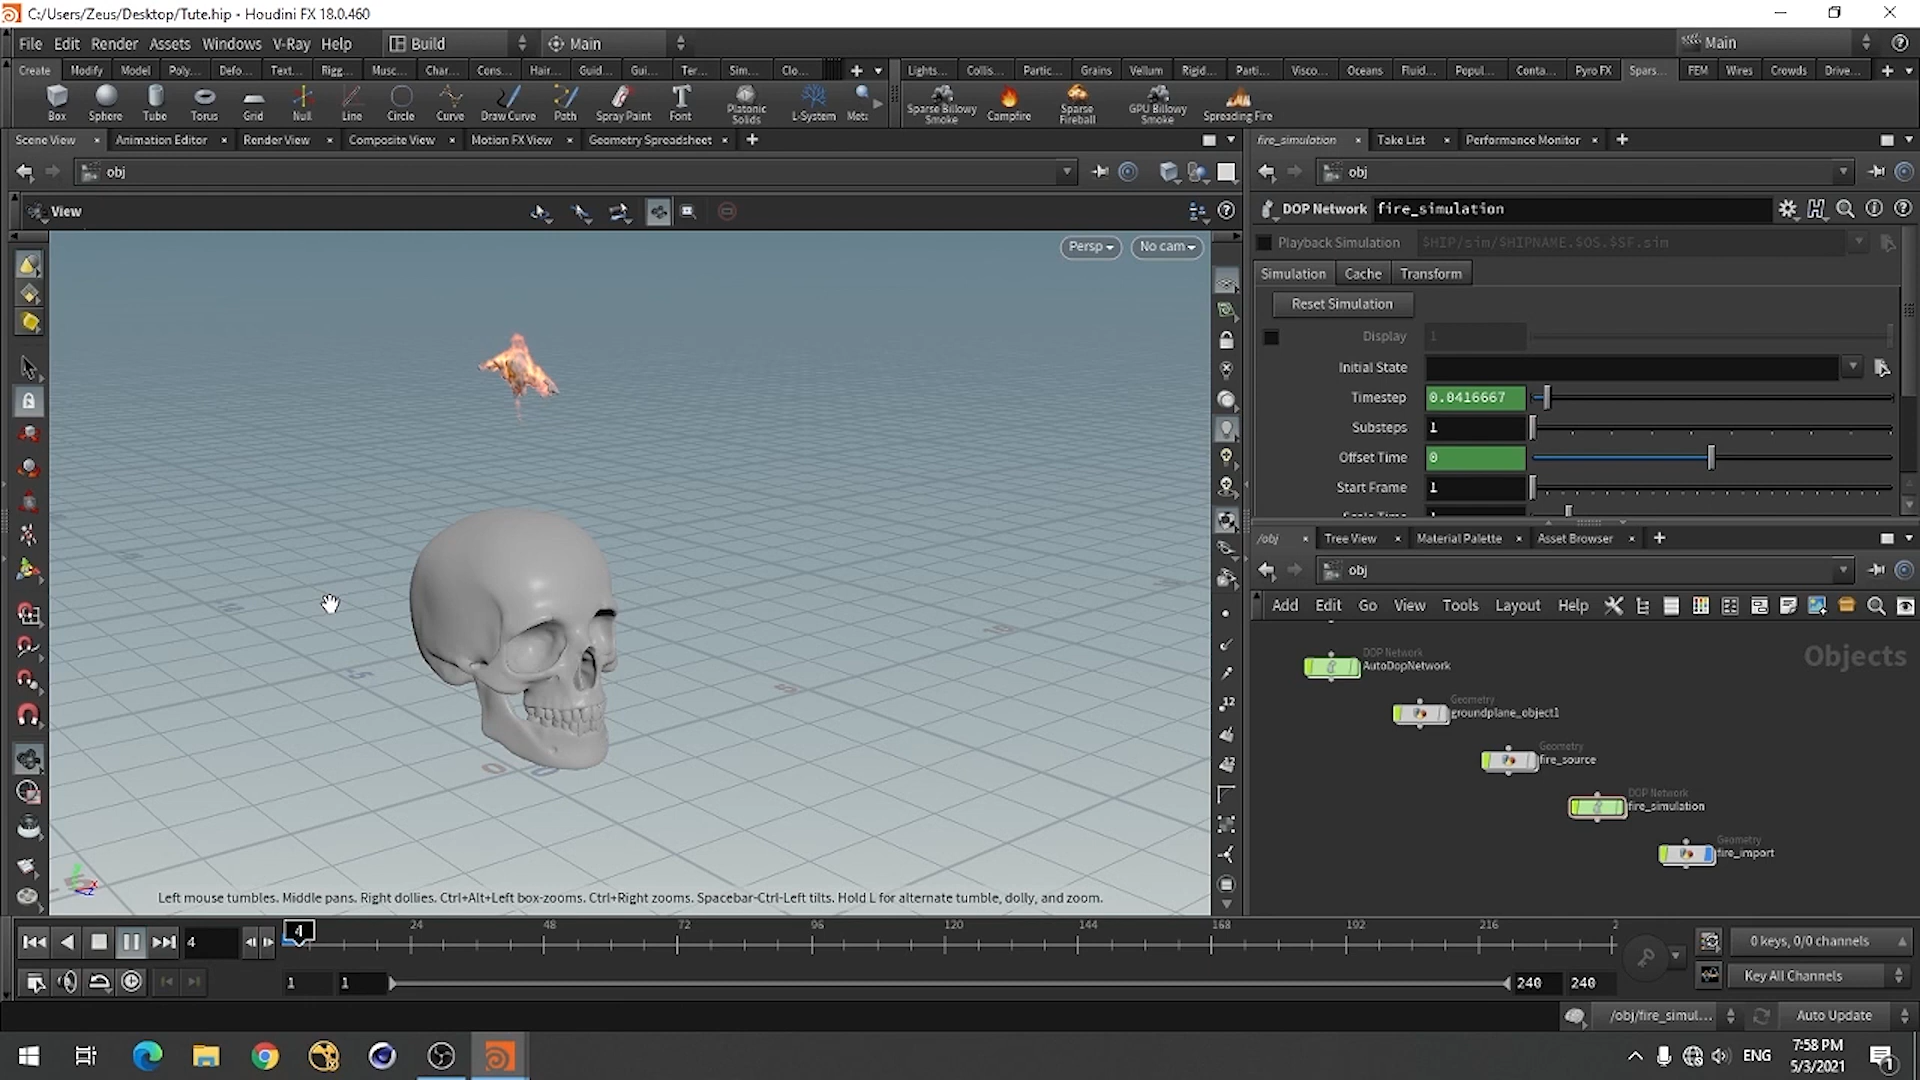 C:/Users/Zeus/Desktop/Tute.hip - Houdini FX 18.0.460
File Edit Render Assets Windows V-Ray Help Build Main Main
Create Modify Model Poly... Defo... Text... Rigg... Musc... Char... Cons... Hair... Guid... Gui... Ter... Sim... Clo... Lights... Collis... Partic... Grains Vellum Rigid... Parti... Visco... Oceans Fluid... Popul... Conta... Pyro FX Spars... FEM Wires Crowds Drive...
Box Sphere Tube Torus Grid Null Line Circle Curve Draw Curve Path Spray Paint Font Platonic Solids L-System Met: Sparse Billowy Smoke Campfire Sparse Fireball GPU Billowy Smoke Spreading Fire
Scene View Animation Editor Render View Composite View Motion FX View Geometry Spreadsheet fire_simulation Take List Performance Monitor
obj obj
View DOP Network fire_simulation
Persp No cam Playback Simulation $HIP/sim/$HIPNAME.$OS.$SF.sim
Simulation Cache Transform
Reset Simulation
Display 1
Initial State
Timestep 0.0416667
Substeps 1
Offset Time 0
Start Frame 1
/obj Tree View Material Palette Asset Browser
obj
Add Edit Go View Tools Layout Help
Objects
DOP Network
AutoDopNetwork
Geometry
groundplane_object1
Geometry
fire_source
DOP Network
fire_simulation
Geometry
fire_import
Left mouse tumbles. Middle pans. Right dollies. Ctrl+Alt+Left box-zooms. Ctrl+Right zooms. Spacebar-Ctrl-Left tilts. Hold L for alternate tumble, dolly, and zoom.
4 4 24 48 72 96 120 144 168 192 216 2 0 keys, 0/0 channels
1 1 240 240 Key All Channels
/obj/fire_simul... Auto Update
ENG 7:58 PM
5/3/2021 1